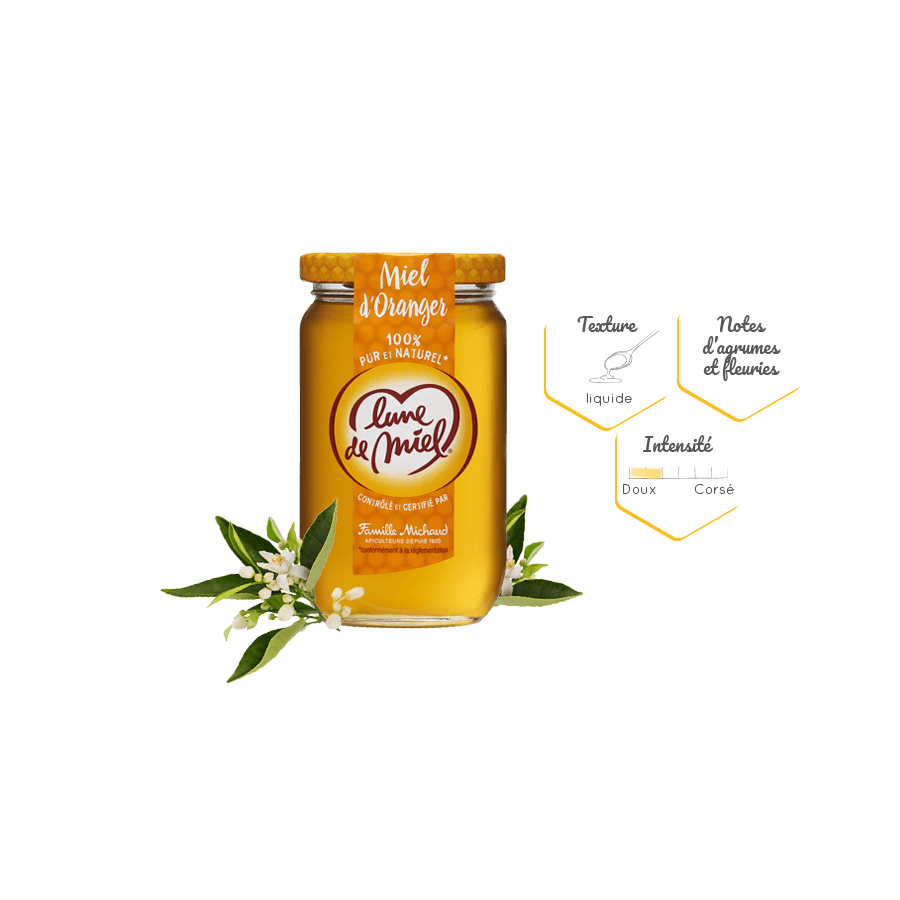 Miel
d'Oranger
100%
PUR ET NATUREL*
lune
de miel®
CONTRÔLÉ ET CERTIFIÉ PAR
Famille Michaud
APICULTEURS DEPUIS 1920
*conformément à la réglementation
Texture
liquide
Notes
d'agrumes
et fleuries
Intensité
Doux Corsé